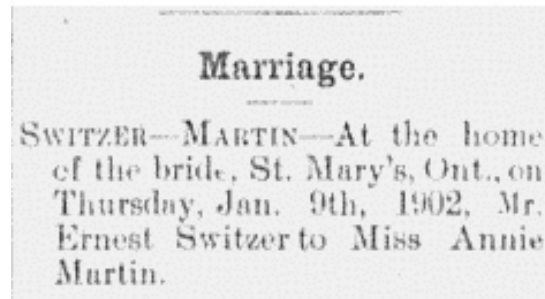 Marriage.
SWITZER—MARTIN—At the home
of the bride, St. Mary's, Ont., on
Thursday, Jan. 9th, 1902, Mr.
Ernest Switzer to Miss Annie
Martin.